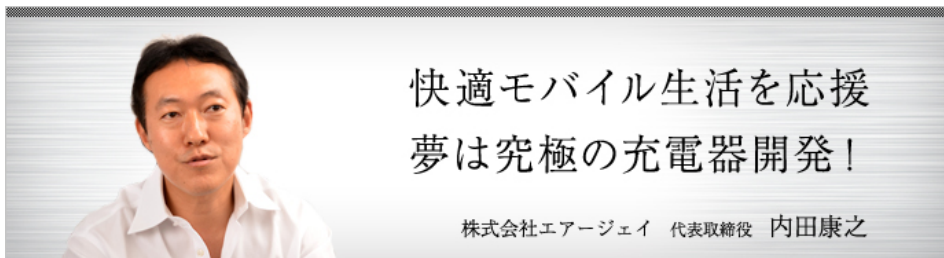 快適モバイル生活を応援
夢は究極の充電器開発!
株式会社エアージェイ 代表取締役 内田康之